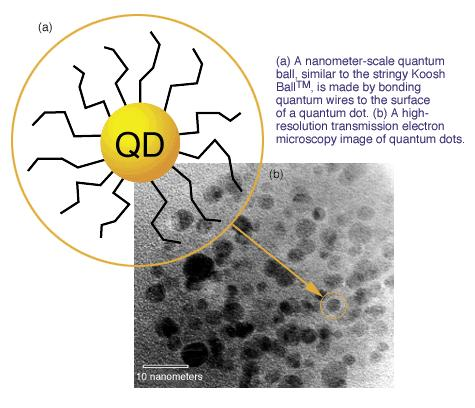 (a)
QD
(a) A nanometer-scale quantum
ball, similar to the stringy Koosh
Ball™, is made by bonding
quantum wires to the surface
of a quantum dot. (b) A high-
resolution transmission electron
microscopy image of quantum dots.
(b)
10 nanometers